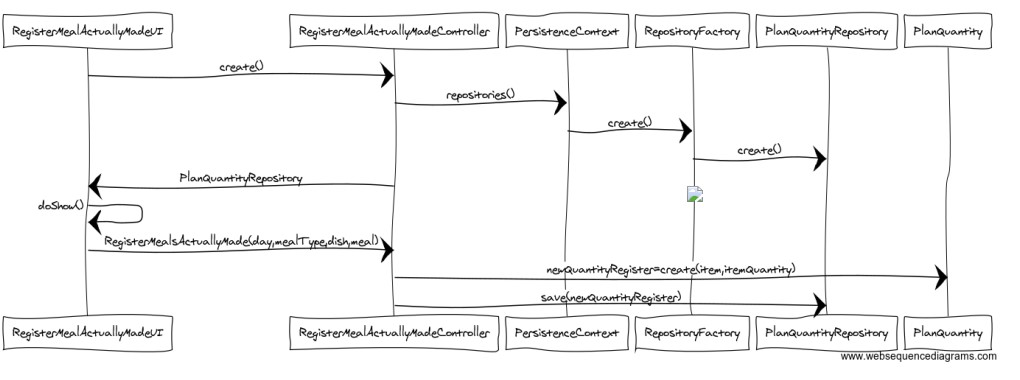 RegisterMealActuallyMadeUI
RegisterMealActuallyMadeController
PersistenceContext
RepositoryFactory
PlanQuantityRepository
PlanQuantity
create()
repositories()
create()
create()
PlanQuantityRepository
doShow()
RegisterMealsActuallyMade(day,mealType,dish,meal)
newQuantityRegister=create(item,itemQuantity)
save(newQuantityRegister)
RegisterMealActuallyMadeUI
RegisterMealActuallyMadeController
PersistenceContext
RepositoryFactory
PlanQuantityRepository
PlanQuantity
www.websequencediagrams.com